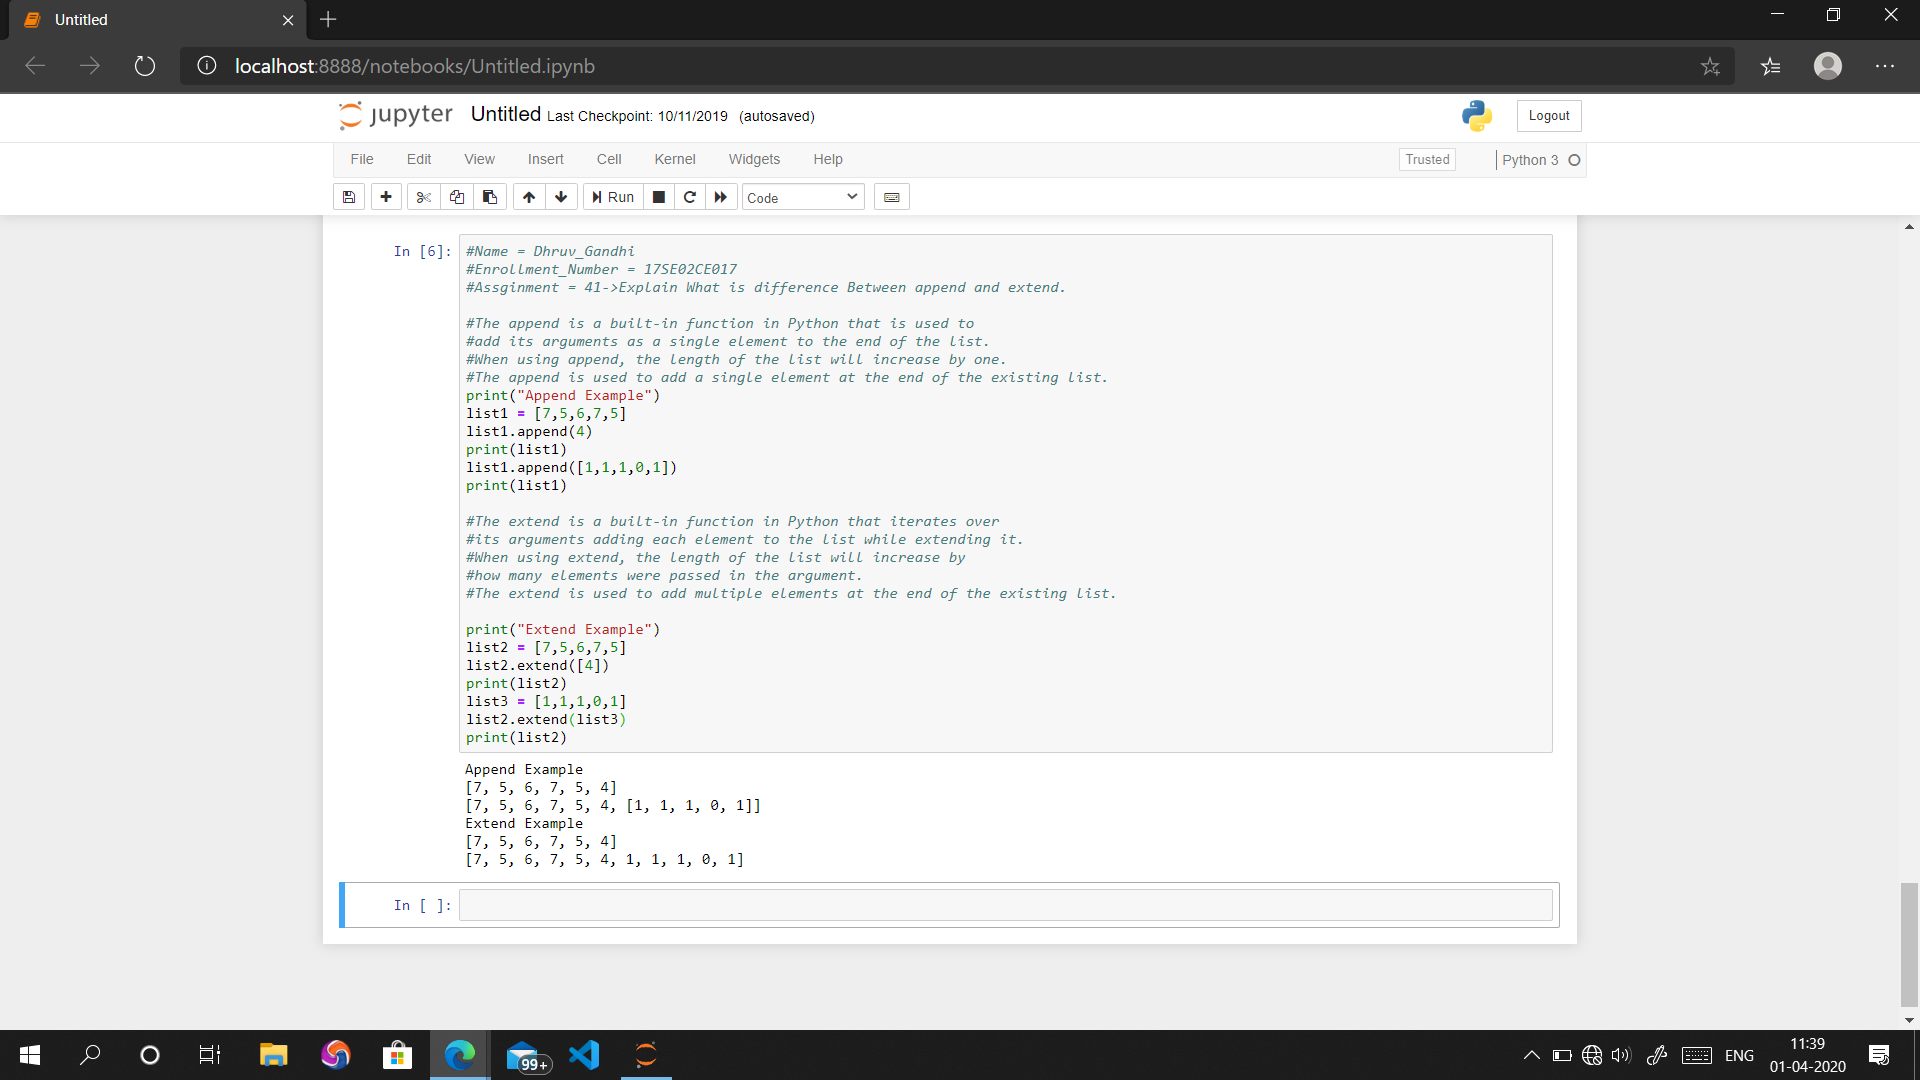 Untitled
localhost:8888/notebooks/Untitled.ipynb
jupyter Untitled Last Checkpoint: 10/11/2019 (autosaved)
Logout
File Edit View Insert Cell Kernel Widgets Help
Trusted
Python 3
Run
Code
In [6]:
#Name = Dhruv_Gandhi
#Enrollment_Number = 17SE02CE017
#Assginment = 41->Explain What is difference Between append and extend.
#The append is a built-in function in Python that is used to
#add its arguments as a single element to the end of the list.
#When using append, the length of the list will increase by one.
#The append is used to add a single element at the end of the existing list.
print("Append Example")
list1 = [7,5,6,7,5]
list1.append(4)
print(list1)
list1.append([1,1,1,0,1])
print(list1)
#The extend is a built-in function in Python that iterates over
#its arguments adding each element to the list while extending it.
#When using extend, the length of the list will increase by
#how many elements were passed in the argument.
#The extend is used to add multiple elements at the end of the existing list.
print("Extend Example")
list2 = [7,5,6,7,5]
list2.extend([4])
print(list2)
list3 = [1,1,1,0,1]
list2.extend(list3)
print(list2)
Append Example
[7, 5, 6, 7, 5, 4]
[7, 5, 6, 7, 5, 4, [1, 1, 1, 0, 1]]
Extend Example
[7, 5, 6, 7, 5, 4]
[7, 5, 6, 7, 5, 4, 1, 1, 1, 0, 1]
In [ ]:
99+
ENG
11:39
01-04-2020